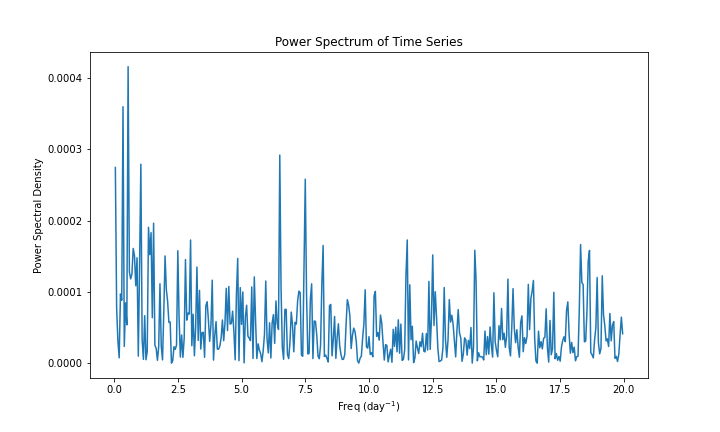 Power Spectrum of Time Series
0.0004
0.0003
0.0002
0.0001
0.0000
Power Spectral Density
0.0 2.5 5.0 7.5 10.0 12.5 15.0 17.5 20.0
Freq (day⁻¹)